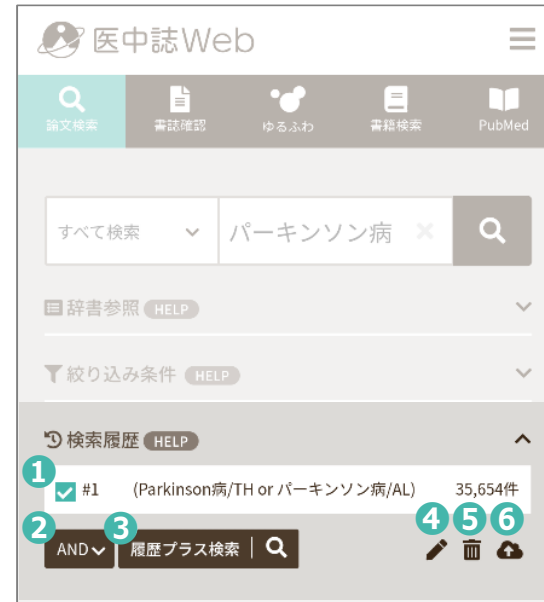 医中誌Web
論文検索 書誌確認 ゆるふわ 書籍検索 PubMed
すべて検索 パーキンソン病
辞書参照 HELP
絞り込み条件 HELP
検索履歴 HELP
1 #1 (Parkinson病/TH or パーキンソン病/AL) 35,654件
2 3 4 5 6
AND 履歴プラス検索